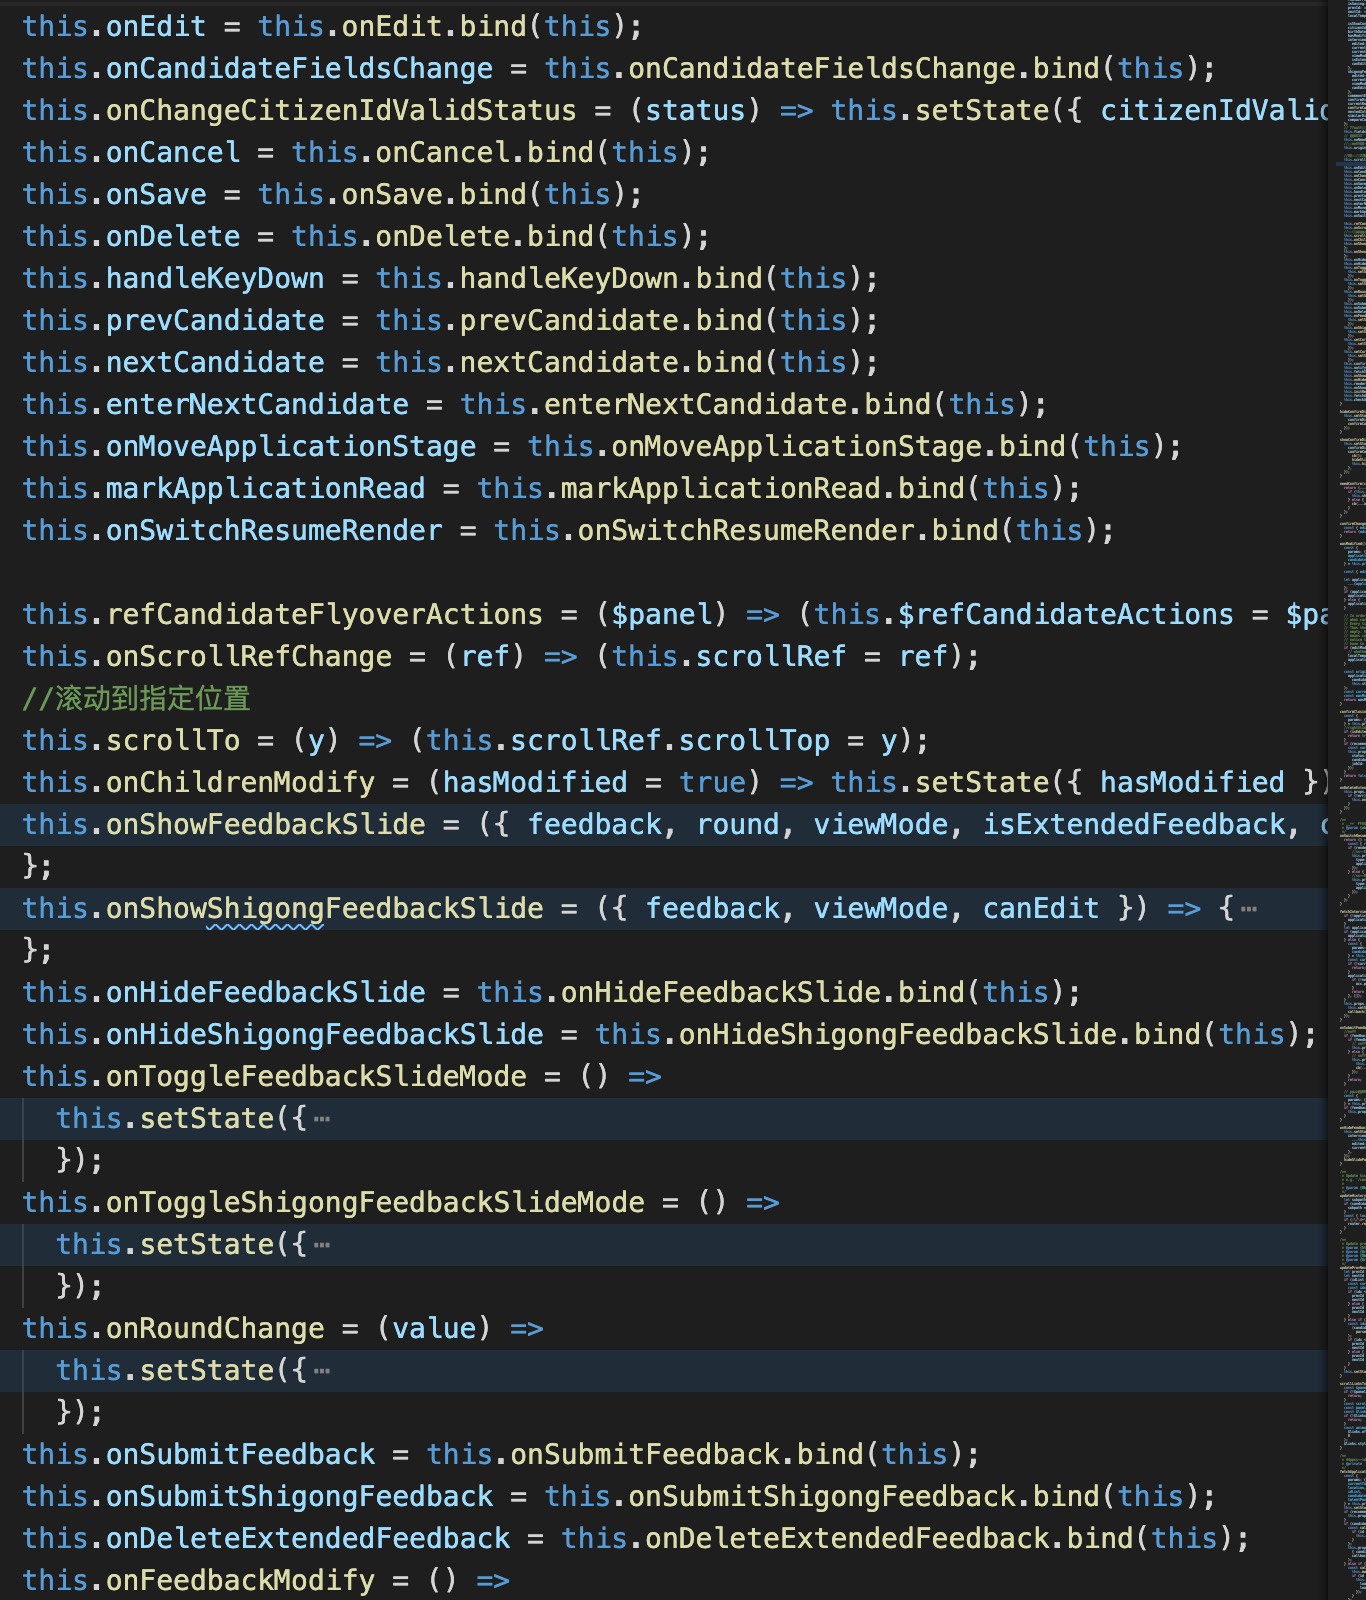 this.onEdit = this.onEdit.bind(this);
this.onCandidateFieldsChange = this.onCandidateFieldsChange.bind(this);
this.onChangeCitizenIdValidStatus = (status) => this.setState({ citizenIdValid
this.onCancel = this.onCancel.bind(this);
this.onSave = this.onSave.bind(this);
this.onDelete = this.onDelete.bind(this);
this.handleKeyDown = this.handleKeyDown.bind(this);
this.prevCandidate = this.prevCandidate.bind(this);
this.nextCandidate = this.nextCandidate.bind(this);
this.enterNextCandidate = this.enterNextCandidate.bind(this);
this.onMoveApplicationStage = this.onMoveApplicationStage.bind(this);
this.markApplicationRead = this.markApplicationRead.bind(this);
this.onSwitchResumeRender = this.onSwitchResumeRender.bind(this);
this.refCandidateFlyoverActions = ($panel) => (this.$refCandidateActions = $pa
this.onScrollRefChange = (ref) => (this.scrollRef = ref);
//滚动到指定位置
this.scrollTo = (y) => (this.scrollRef.scrollTop = y);
this.onChildrenModify = (hasModified = true) => this.setState({ hasModified })
this.onShowFeedbackSlide = ({ feedback, round, viewMode, isExtendedFeedback,
};
this.onShowShigongFeedbackSlide = ({ feedback, viewMode, canEdit }) => {⋯
};
this.onHideFeedbackSlide = this.onHideFeedbackSlide.bind(this);
this.onHideShigongFeedbackSlide = this.onHideShigongFeedbackSlide.bind(this);
this.onToggleFeedbackSlideMode = () =>
  this.setState({⋯
  });
this.onToggleShigongFeedbackSlideMode = () =>
  this.setState({⋯
  });
this.onRoundChange = (value) =>
  this.setState({⋯
  });
this.onSubmitFeedback = this.onSubmitFeedback.bind(this);
this.onSubmitShigongFeedback = this.onSubmitShigongFeedback.bind(this);
this.onDeleteExtendedFeedback = this.onDeleteExtendedFeedback.bind(this);
this.onFeedbackModify = () =>